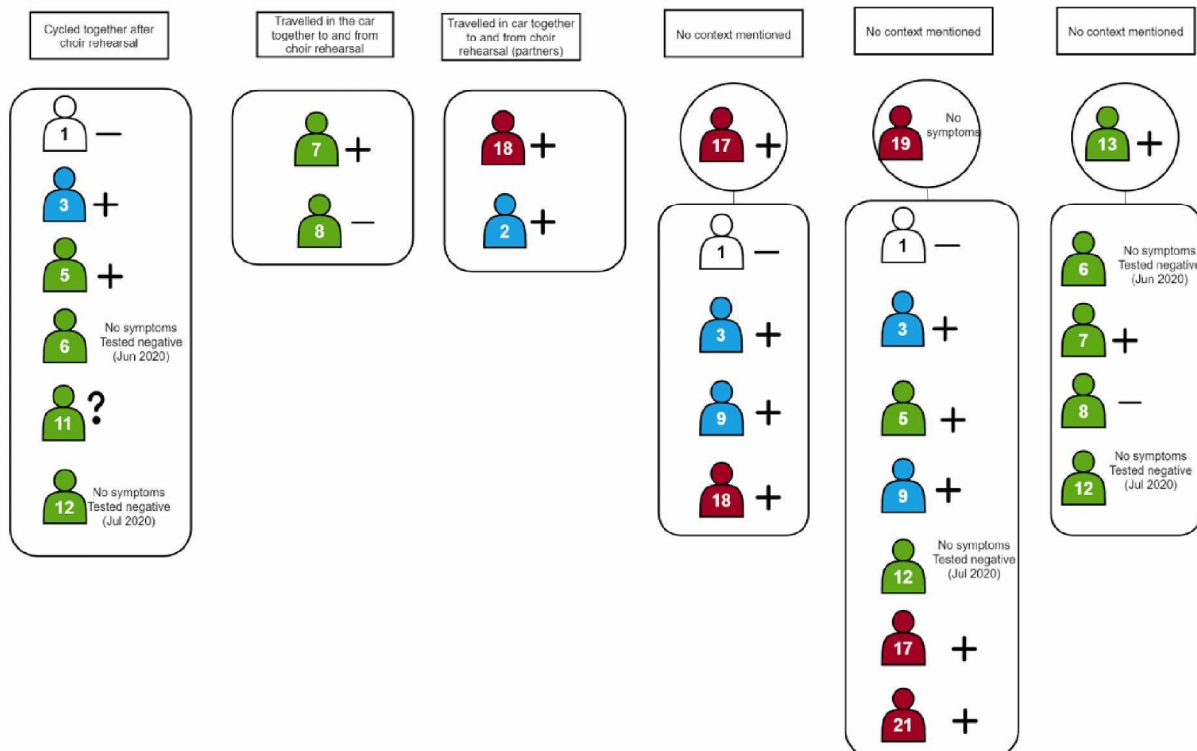 Cycled together after
choir rehearsal
1 −
3 +
5 +
6
No symptoms
Tested negative
(Jun 2020)
11 ?
12
No symptoms
Tested negative
(Jul 2020)
Travelled in the car
together to and from
choir rehearsal
7 +
8 −
Travelled in car together
to and from choir
rehearsal (partners)
18 +
2 +
No context mentioned
17 +
1 −
3 +
9 +
18 +
No context mentioned
19
No
symptoms
1 −
3 +
5 +
9 +
12
No symptoms
Tested negative
(Jul 2020)
17 +
21 +
No context mentioned
13 +
6
No symptoms
Tested negative
(Jun 2020)
7 +
8 −
12
No symptoms
Tested negative
(Jul 2020)